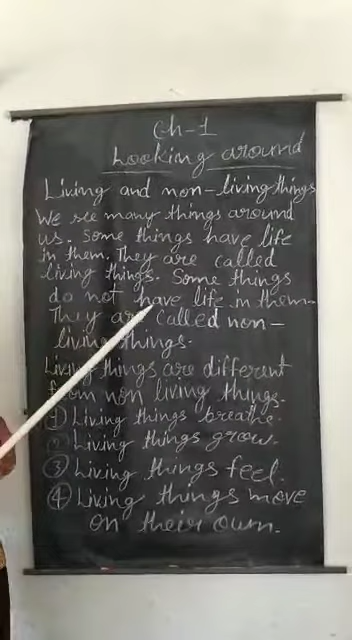 Ch-1
Looking around
Living and non-living things
We see many things around
us. Some things have life
in them. They are called
living things. Some things
do not have life in them.
They are called non-
living things.
Living things are different
from non living things.
① Living things breathe.
② Living things grow.
③ Living things feel.
④ Living things move
on their own.